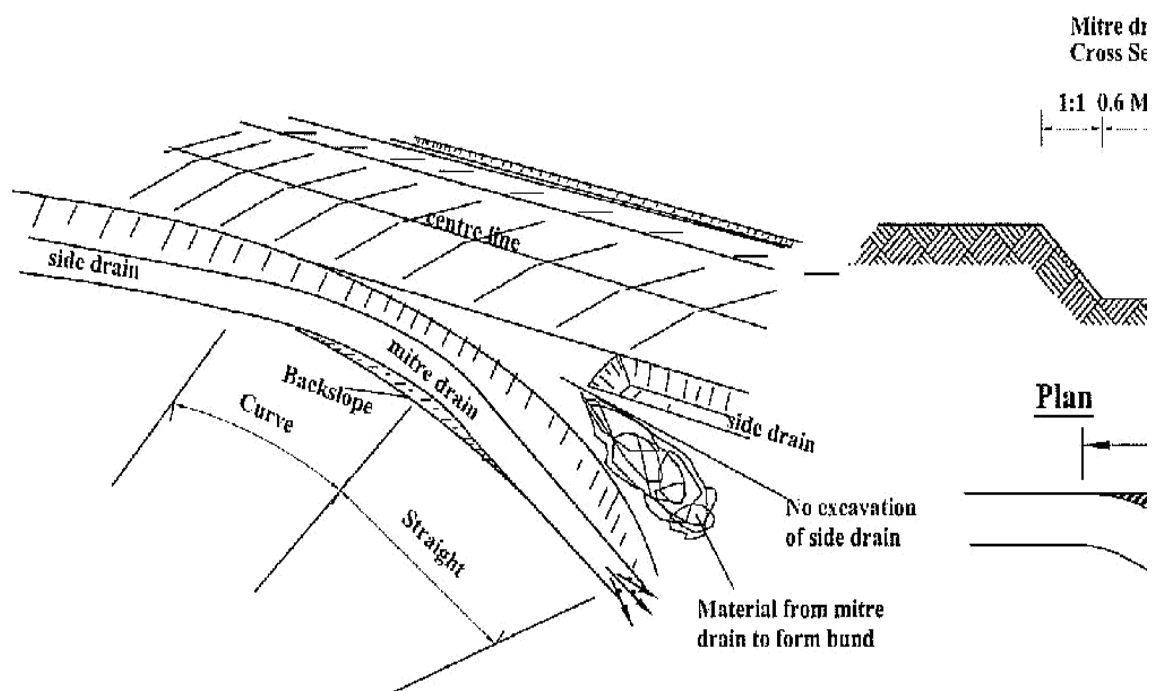 Mitre dr
Cross Se
1:1 0.6 M
centre line
side drain
mitre drain
Backslope
Curve
side drain
Plan
Straight
No excavation
of side drain
Material from mitre
drain to form bund